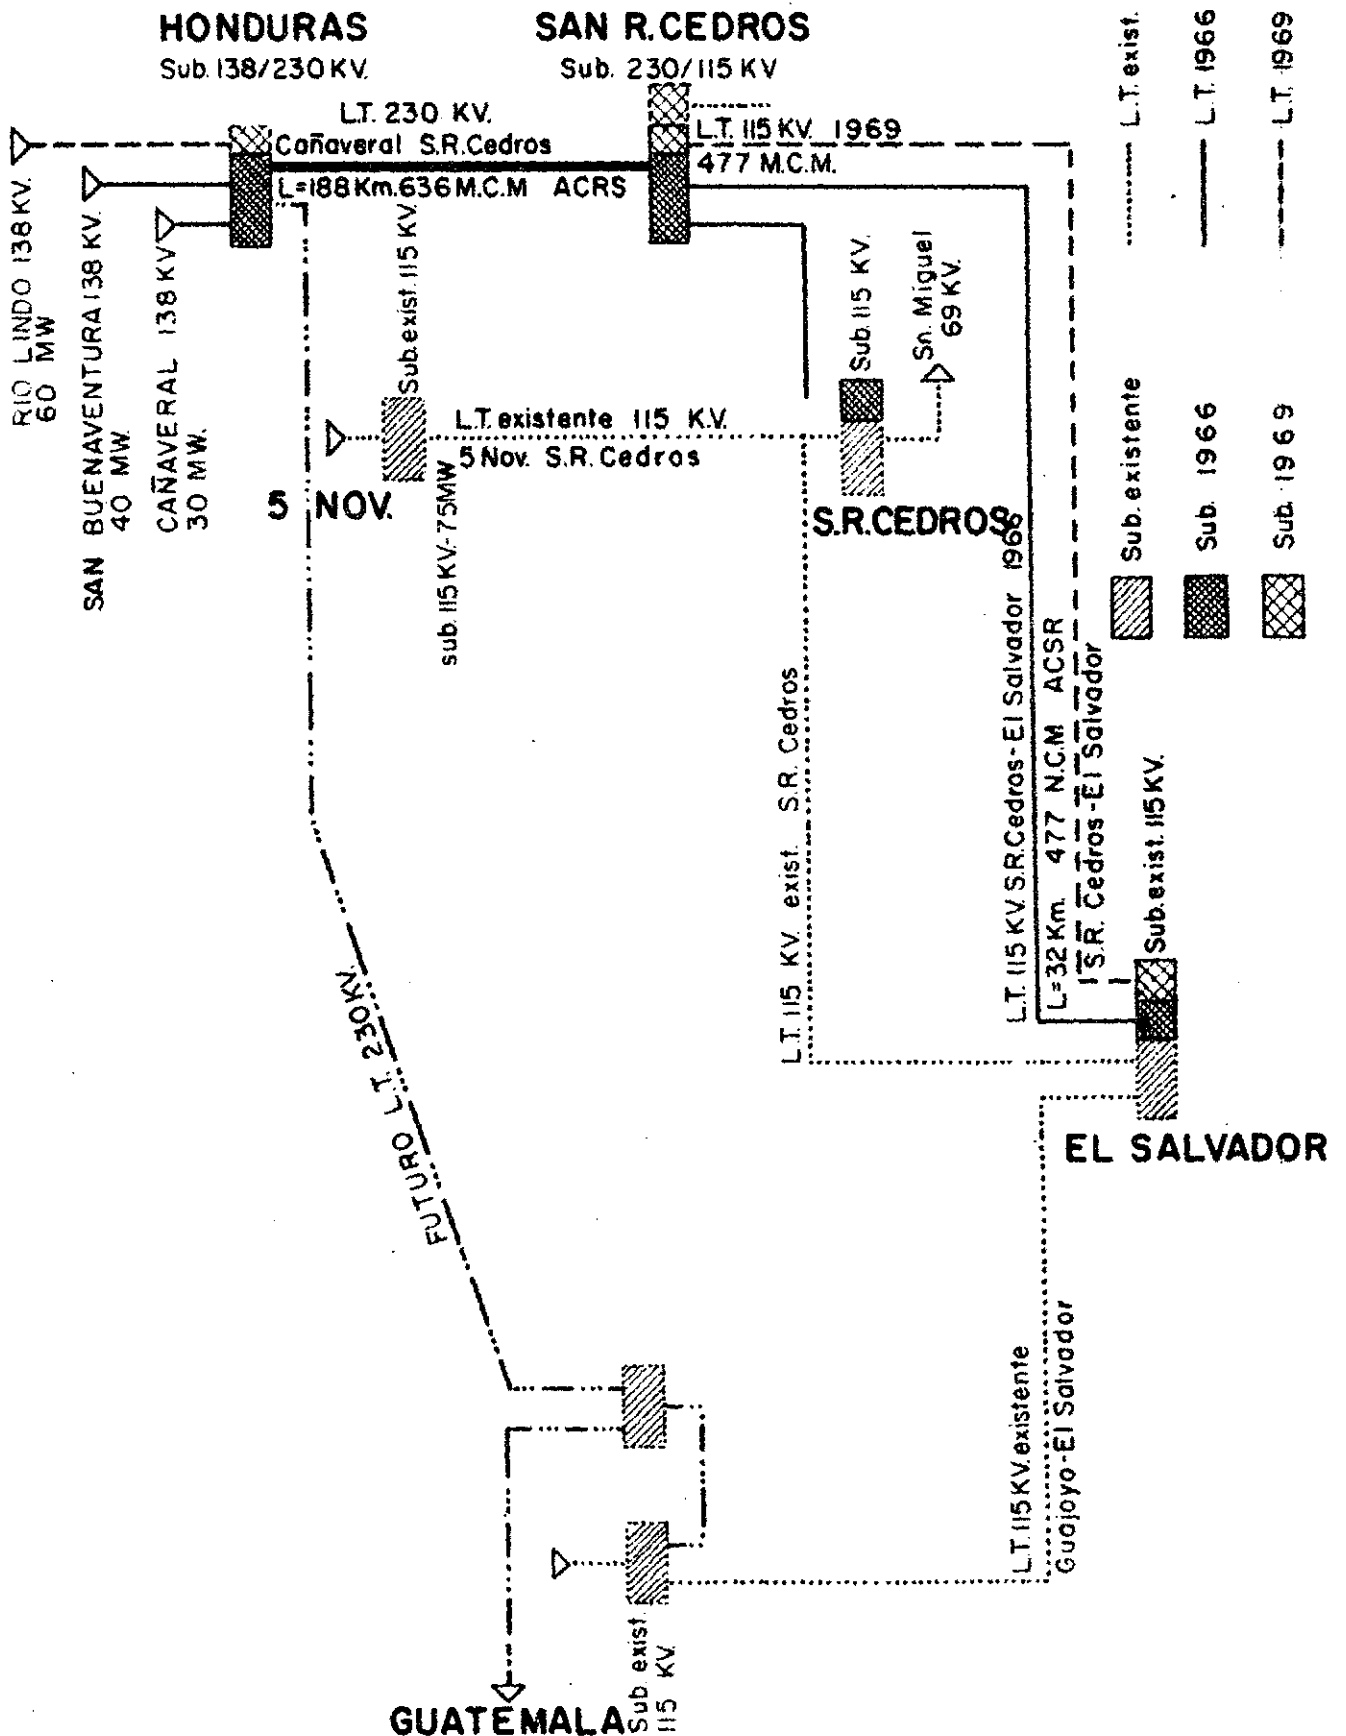 HONDURAS
Sub. 138/230 KV.
SAN R. CEDROS
Sub. 230/115 KV
L.T. 230 KV.
Cañaveral S.R.Cedros
L=188 Km. 636 M.C.M ACRS
L.T. 115 KV. 1969
477 M.C.M.
RIO LINDO 138 KV.
60 MW
SAN BUENAVENTURA 138 KV.
40 MW.
CAÑAVERAL 138 KV
30 MW.
Sub. exist. 115 KV.
L.T. existente 115 K.V.
5 Nov. S.R. Cedros
5 NOV.
sub. 115 KV.-75MW
Sub. 115 KV.
Sn. Miguel
69 KV.
S.R.CEDROS
L.T. 115 KV. exist. S.R. Cedros
L.T. 115 KV. S.R.Cedros-El Salvador 1966
L=32 Km. 477 N.C.M ACSR
S.R. Cedros-El Salvador
Sub. exist. 115 KV.
EL SALVADOR
FUTURO L.T. 230KV.
L.T. 115 KV. existente
Guajoyo-El Salvador
Sub. exist.
115 KV.
GUATEMALA
L.T. exist.
L.T. 1966
L.T. 1969
Sub. existente
Sub. 1966
Sub. 1969